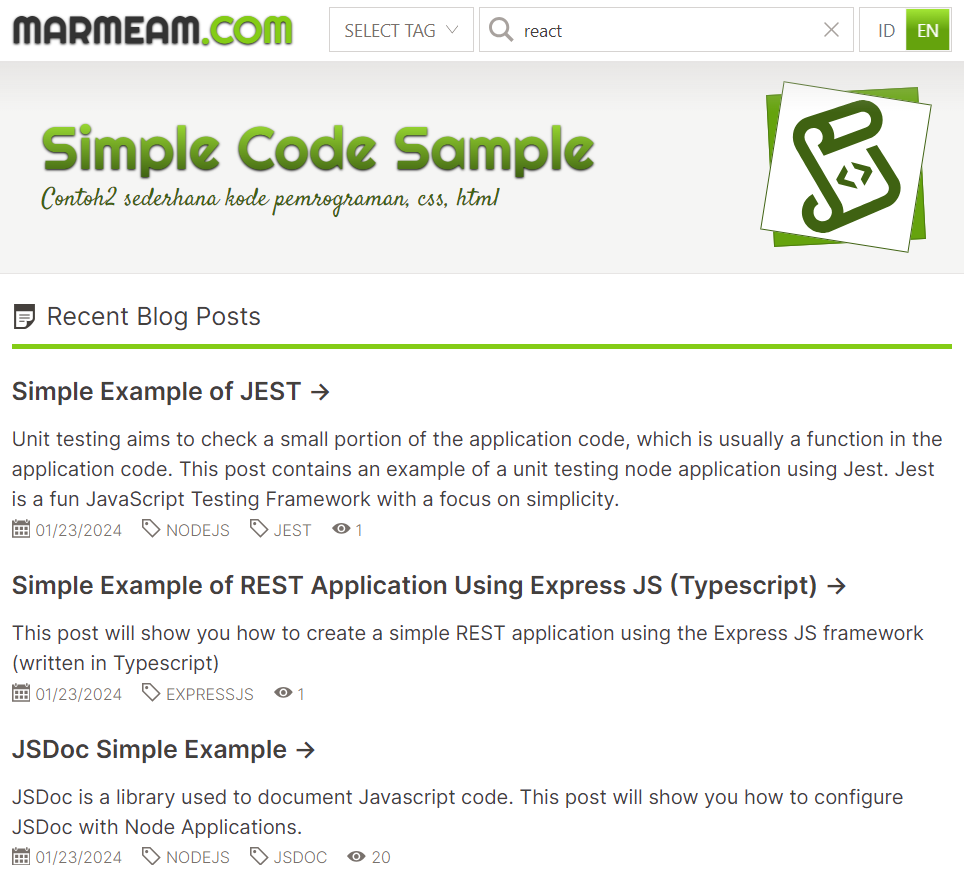 MARMEAM.COM
SELECT TAG
react
ID
EN
Simple Code Sample
Contoh2 sederhana kode pemrograman, css, html
Recent Blog Posts
Simple Example of JEST →
Unit testing aims to check a small portion of the application code, which is usually a function in the
application code. This post contains an example of a unit testing node application using Jest. Jest
is a fun JavaScript Testing Framework with a focus on simplicity.
01/23/2024 NODEJS JEST 1
Simple Example of REST Application Using Express JS (Typescript) →
This post will show you how to create a simple REST application using the Express JS framework
(written in Typescript)
01/23/2024 EXPRESSJS 1
JSDoc Simple Example →
JSDoc is a library used to document Javascript code. This post will show you how to configure
JSDoc with Node Applications.
01/23/2024 NODEJS JSDOC 20